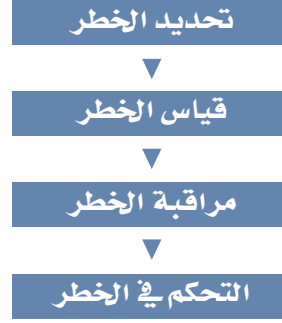 تحديد الخطر
قياس الخطر
مراقبة الخطر
التحكم في الخطر